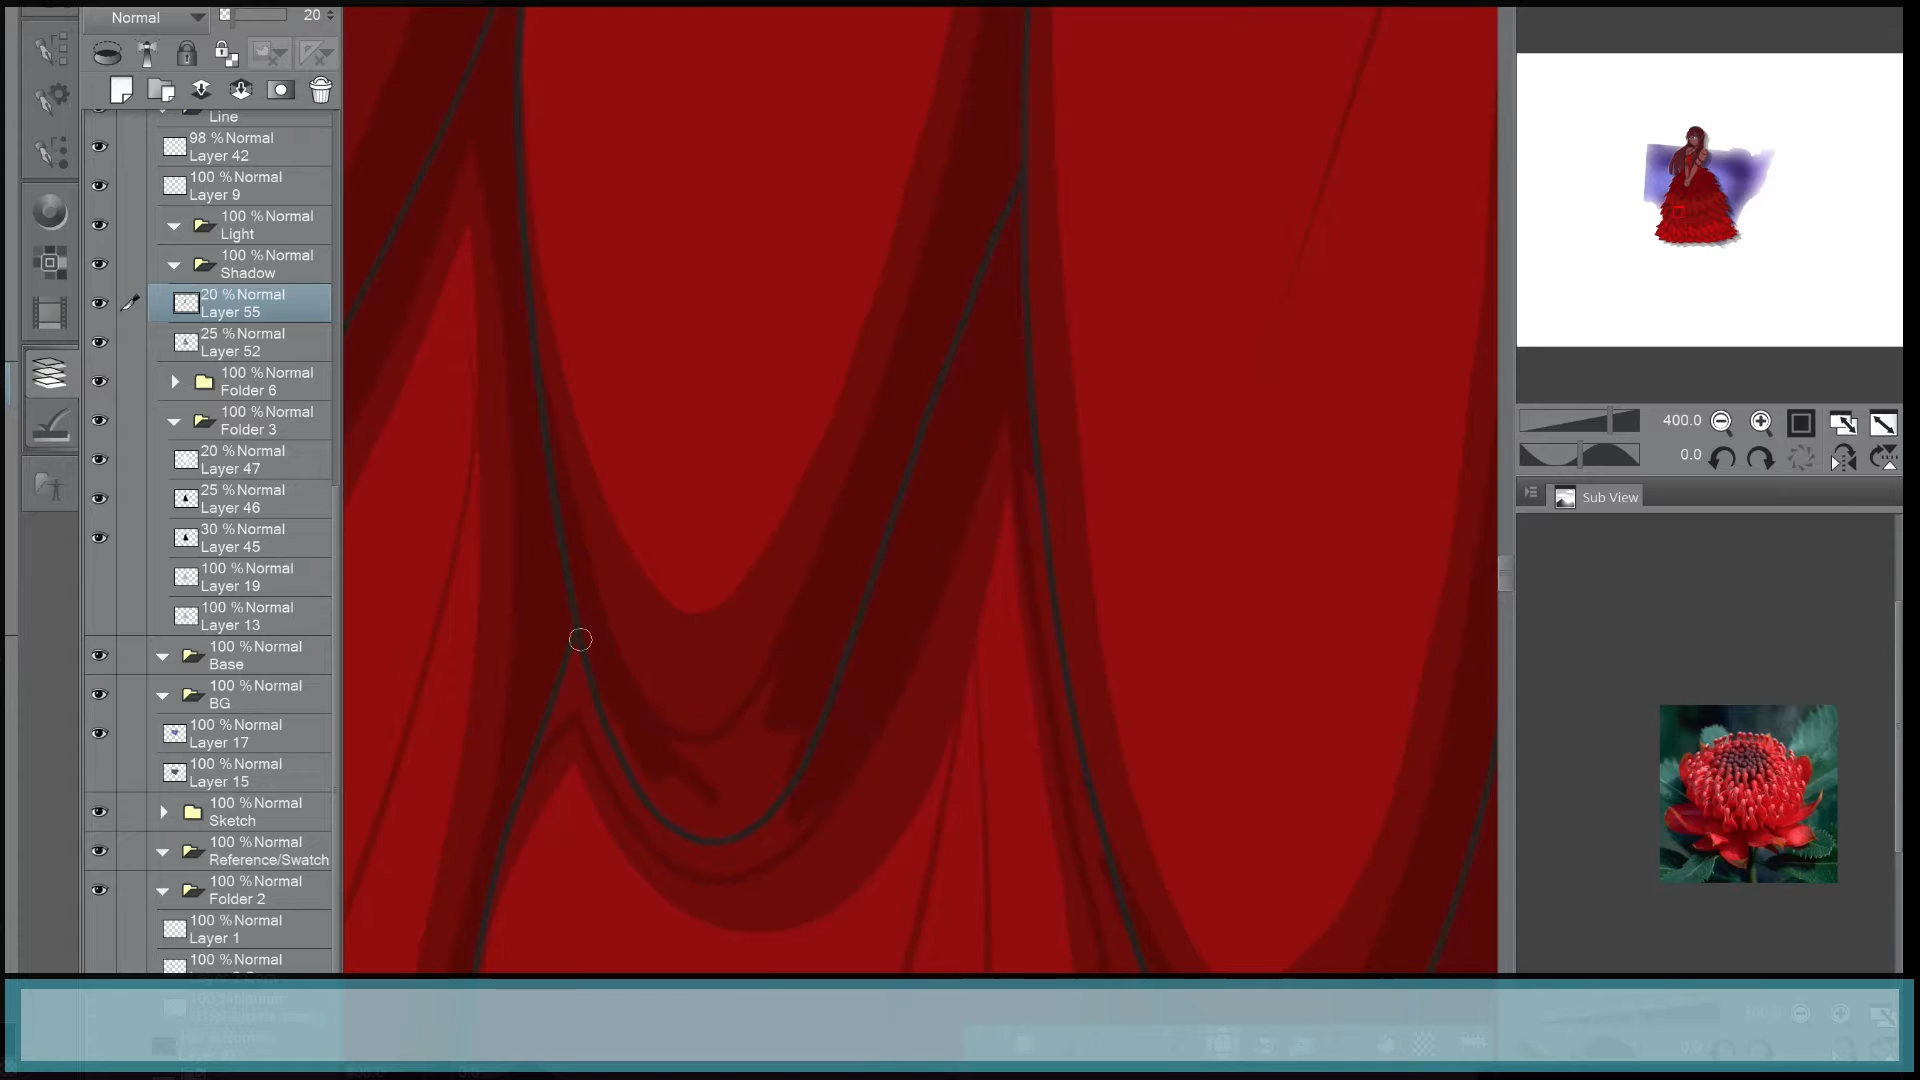 Normal
20
Line
98 %Normal
Layer 42
100 %Normal
Layer 9
100 %Normal
Light
100 %Normal
Shadow
20 %Normal
Layer 55
25 %Normal
Layer 52
100 %Normal
Folder 6
100 %Normal
Folder 3
20 %Normal
Layer 47
25 %Normal
Layer 46
30 %Normal
Layer 45
100 %Normal
Layer 19
100 %Normal
Layer 13
100 %Normal
Base
100 %Normal
BG
100 %Normal
Layer 17
100 %Normal
Layer 15
100 %Normal
Sketch
100 %Normal
Reference/Swatch
100 %Normal
Folder 2
100 %Normal
Layer 1
100 %Normal
400.0
0.0
Sub View